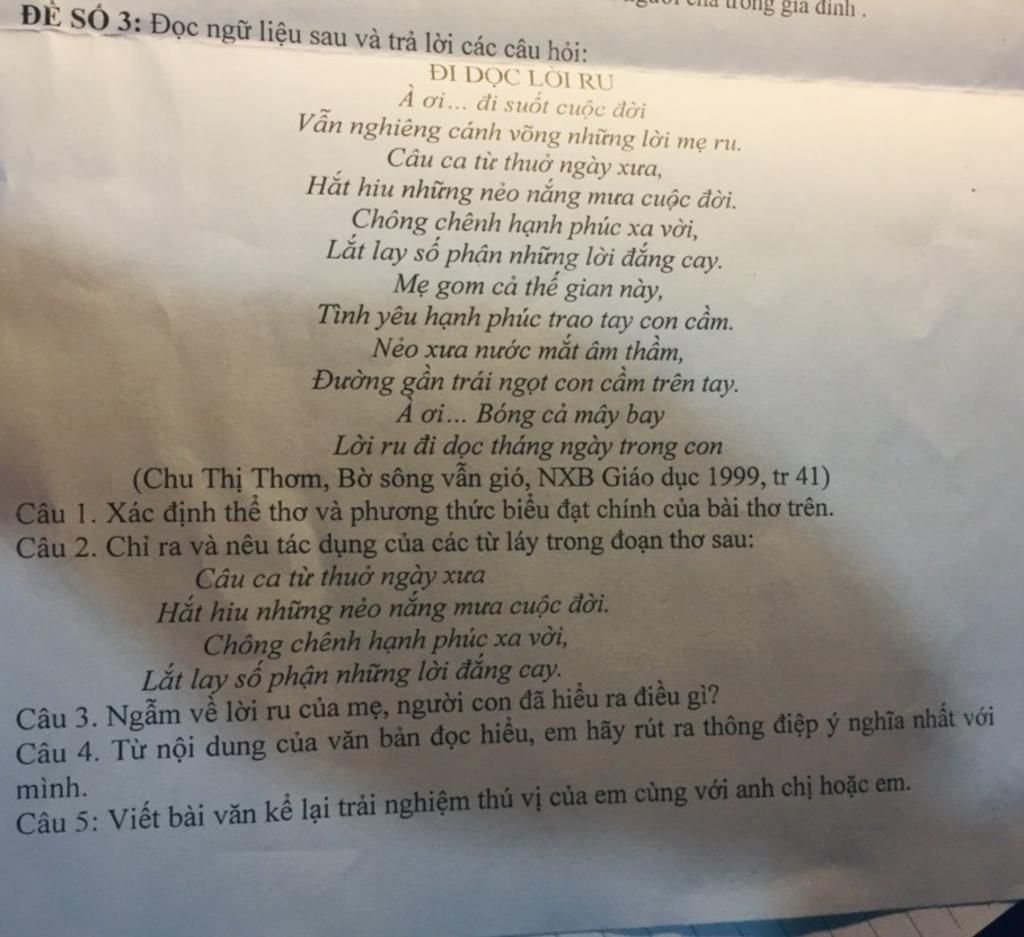 trong gia đình .
ĐỀ SỐ 3: Đọc ngữ liệu sau và trả lời các câu hỏi:
ĐI DỌC LỜI RU
À ơi... đi suốt cuộc đời
Vẫn nghiêng cánh võng những lời mẹ ru.
Câu ca từ thuở ngày xưa,
Hắt hiu những nẻo nắng mưa cuộc đời.
Chông chênh hạnh phúc xa vời,
Lắt lay số phận những lời đắng cay.
Mẹ gom cả thế gian này,
Tình yêu hạnh phúc trao tay con cầm.
Nẻo xưa nước mắt âm thầm,
Đường gần trái ngọt con cầm trên tay.
À ơi... Bóng cả mây bay
Lời ru đi dọc tháng ngày trong con
(Chu Thị Thơm, Bờ sông vẫn gió, NXB Giáo dục 1999, tr 41)
Câu 1. Xác định thể thơ và phương thức biểu đạt chính của bài thơ trên.
Câu 2. Chỉ ra và nêu tác dụng của các từ láy trong đoạn thơ sau:
Câu ca từ thuở ngày xưa
Hắt hiu những nẻo nắng mưa cuộc đời.
Chông chênh hạnh phúc xa vời,
Lắt lay số phận những lời đắng cay.
Câu 3. Ngẫm về lời ru của mẹ, người con đã hiểu ra điều gì?
Câu 4. Từ nội dung của văn bản đọc hiểu, em hãy rút ra thông điệp ý nghĩa nhất với
mình.
Câu 5: Viết bài văn kể lại trải nghiệm thú vị của em cùng với anh chị hoặc em.